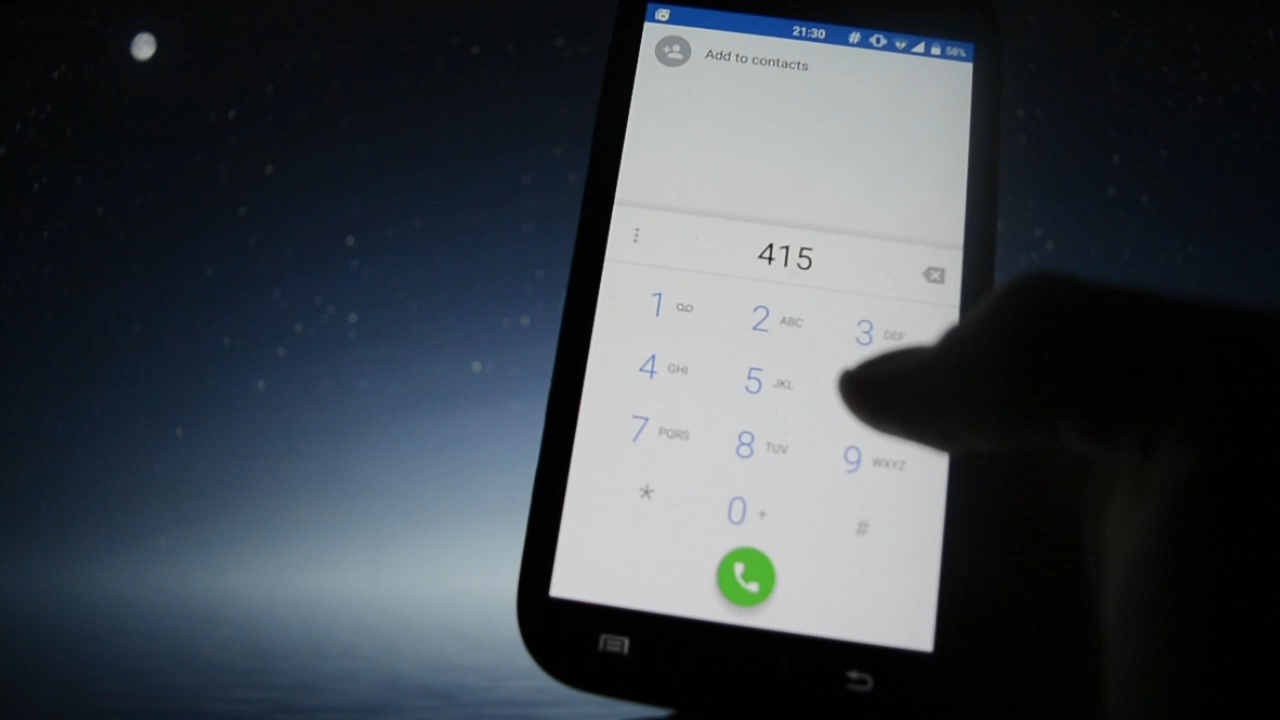 21:30 # 58%
Add to contacts
415
1 2 ABC 3 DEF
4 GHI 5 JKL
7 PQRS 8 TUV 9 WXYZ
* 0 + #